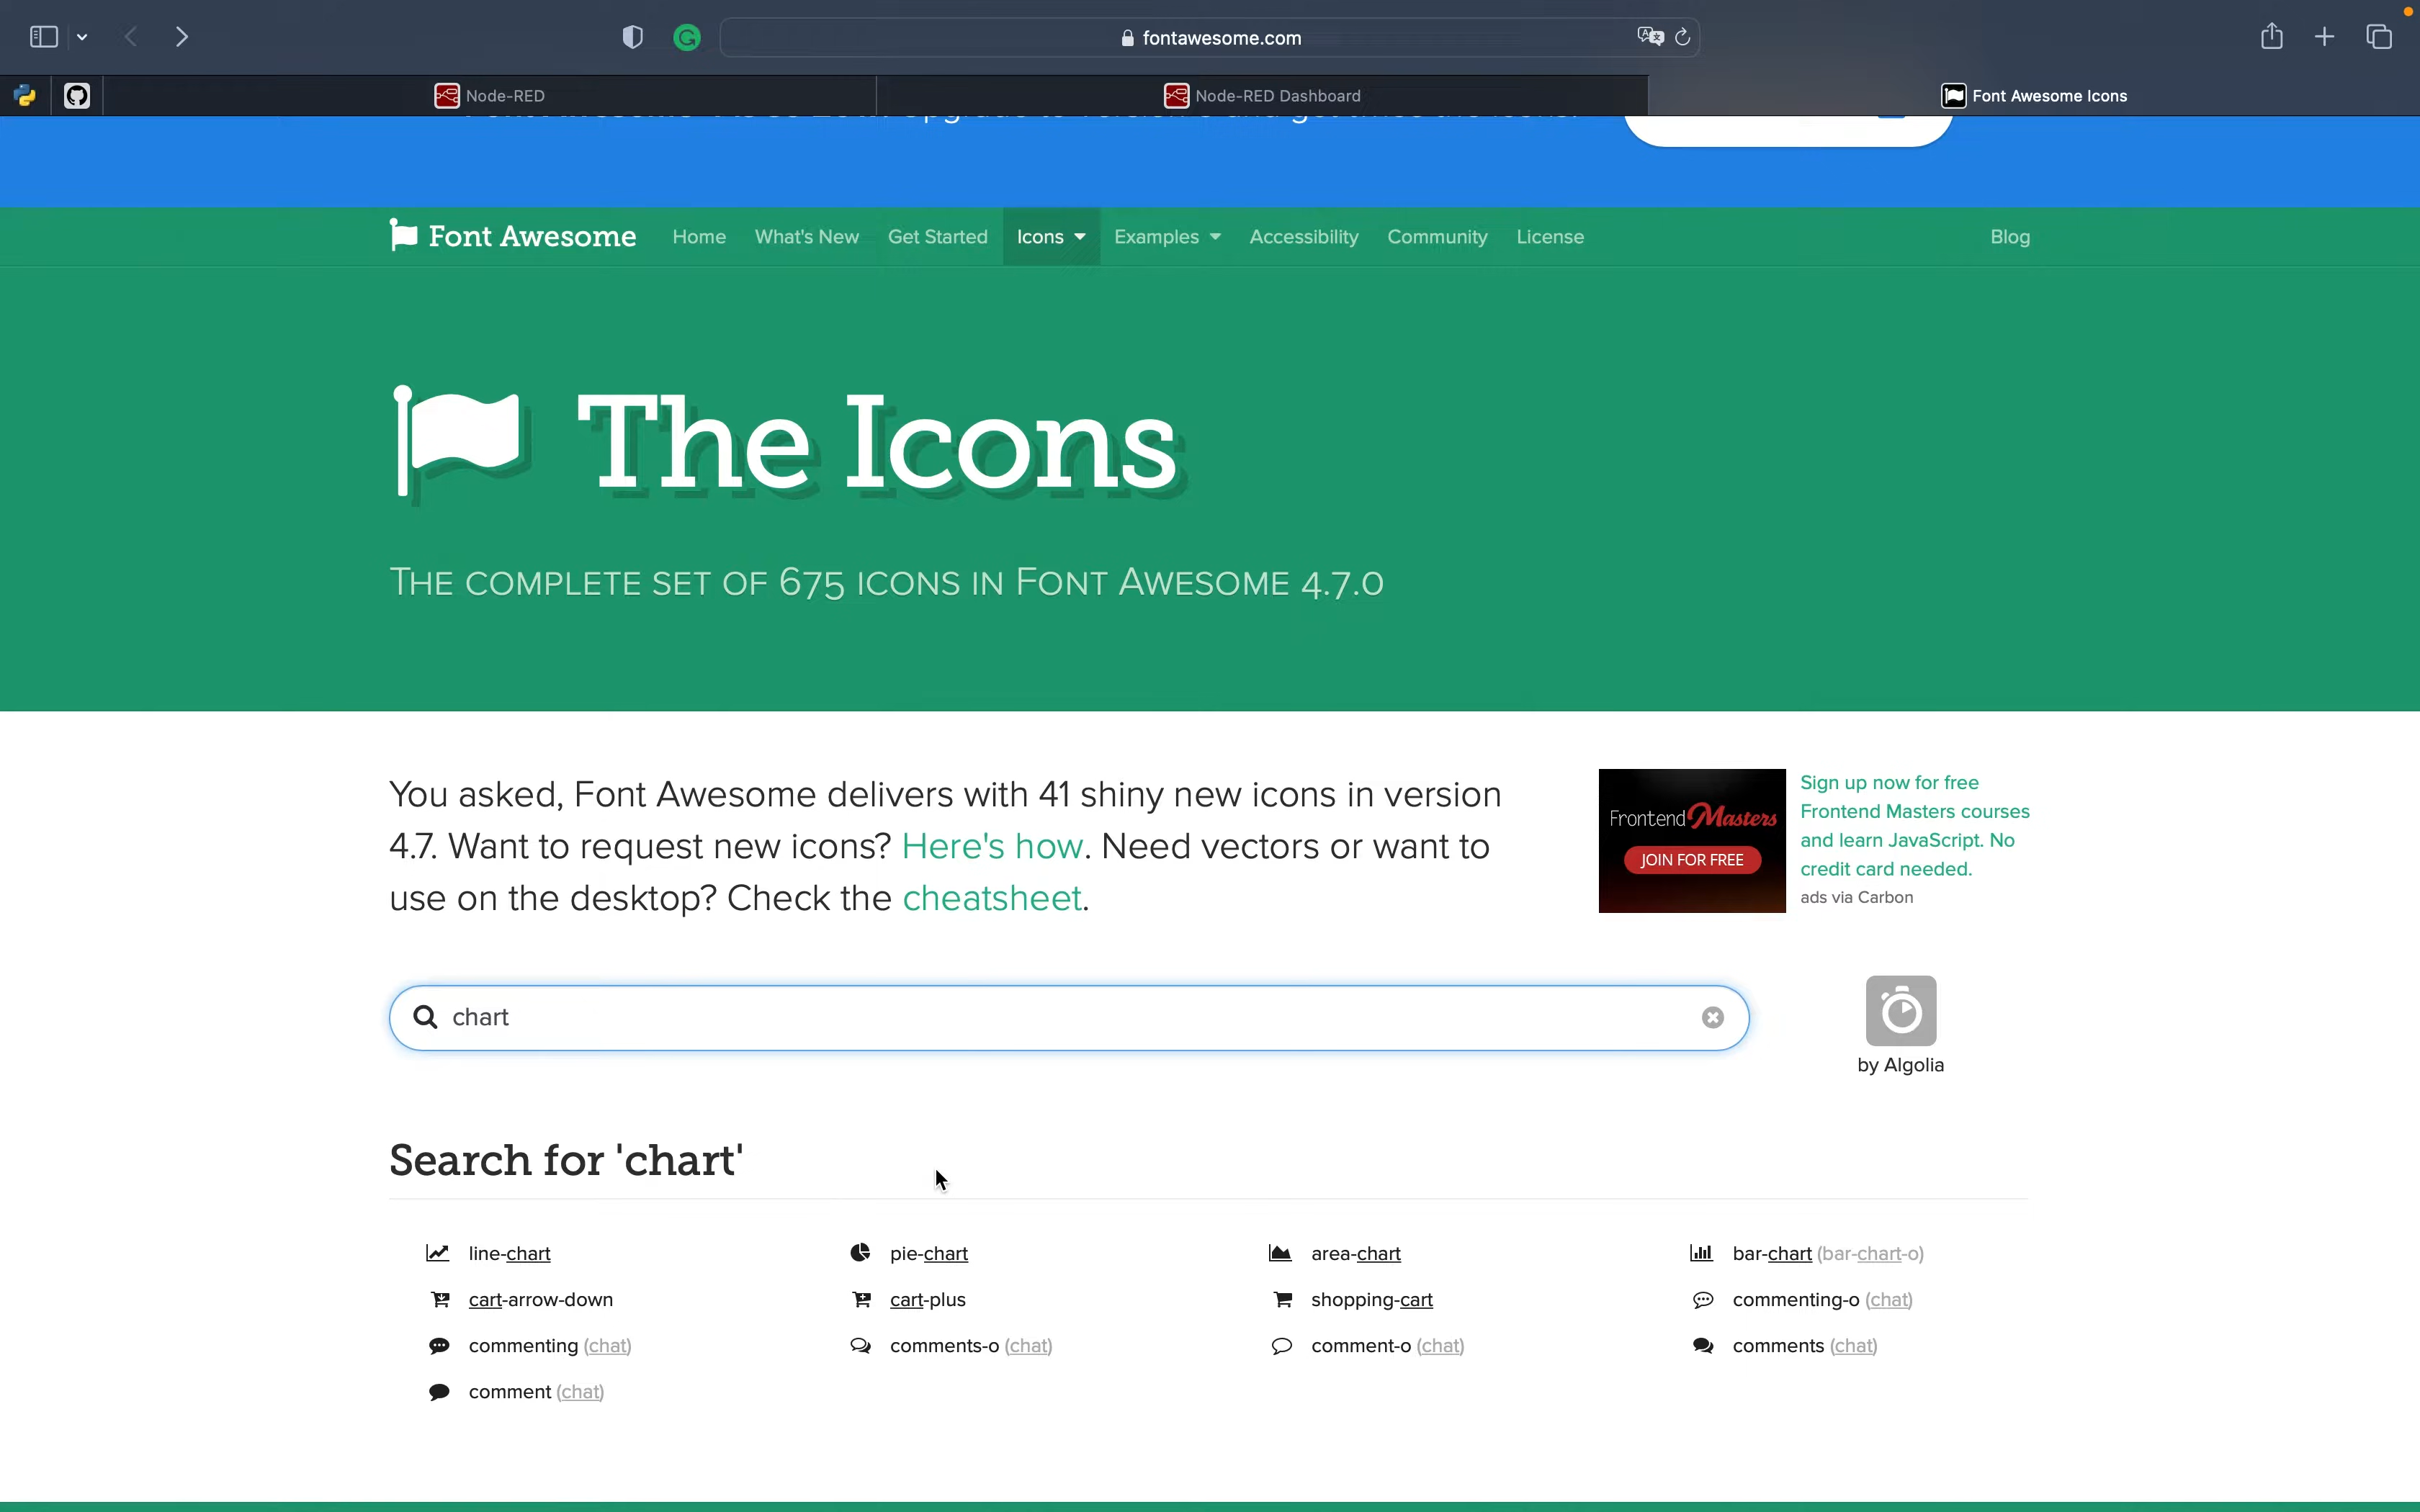 fontawesome.com
Node-RED
Node-RED Dashboard
Font Awesome Icons
Font Awesome
Home
What's New
Get Started
Icons
Examples
Accessibility
Community
License
Blog
The Icons
The complete set of 675 icons in Font Awesome 4.7.0
You asked, Font Awesome delivers with 41 shiny new icons in version
4.7. Want to request new icons? Here's how. Need vectors or want to
use on the desktop? Check the cheatsheet.
Frontend Masters
JOIN FOR FREE
Sign up now for free
Frontend Masters courses
and learn JavaScript. No
credit card needed.
ads via Carbon
chart
by Algolia
Search for 'chart'
line-chart
pie-chart
area-chart
bar-chart (bar-chart-o)
cart-arrow-down
cart-plus
shopping-cart
commenting-o (chat)
commenting (chat)
comments-o (chat)
comment-o (chat)
comments (chat)
comment (chat)